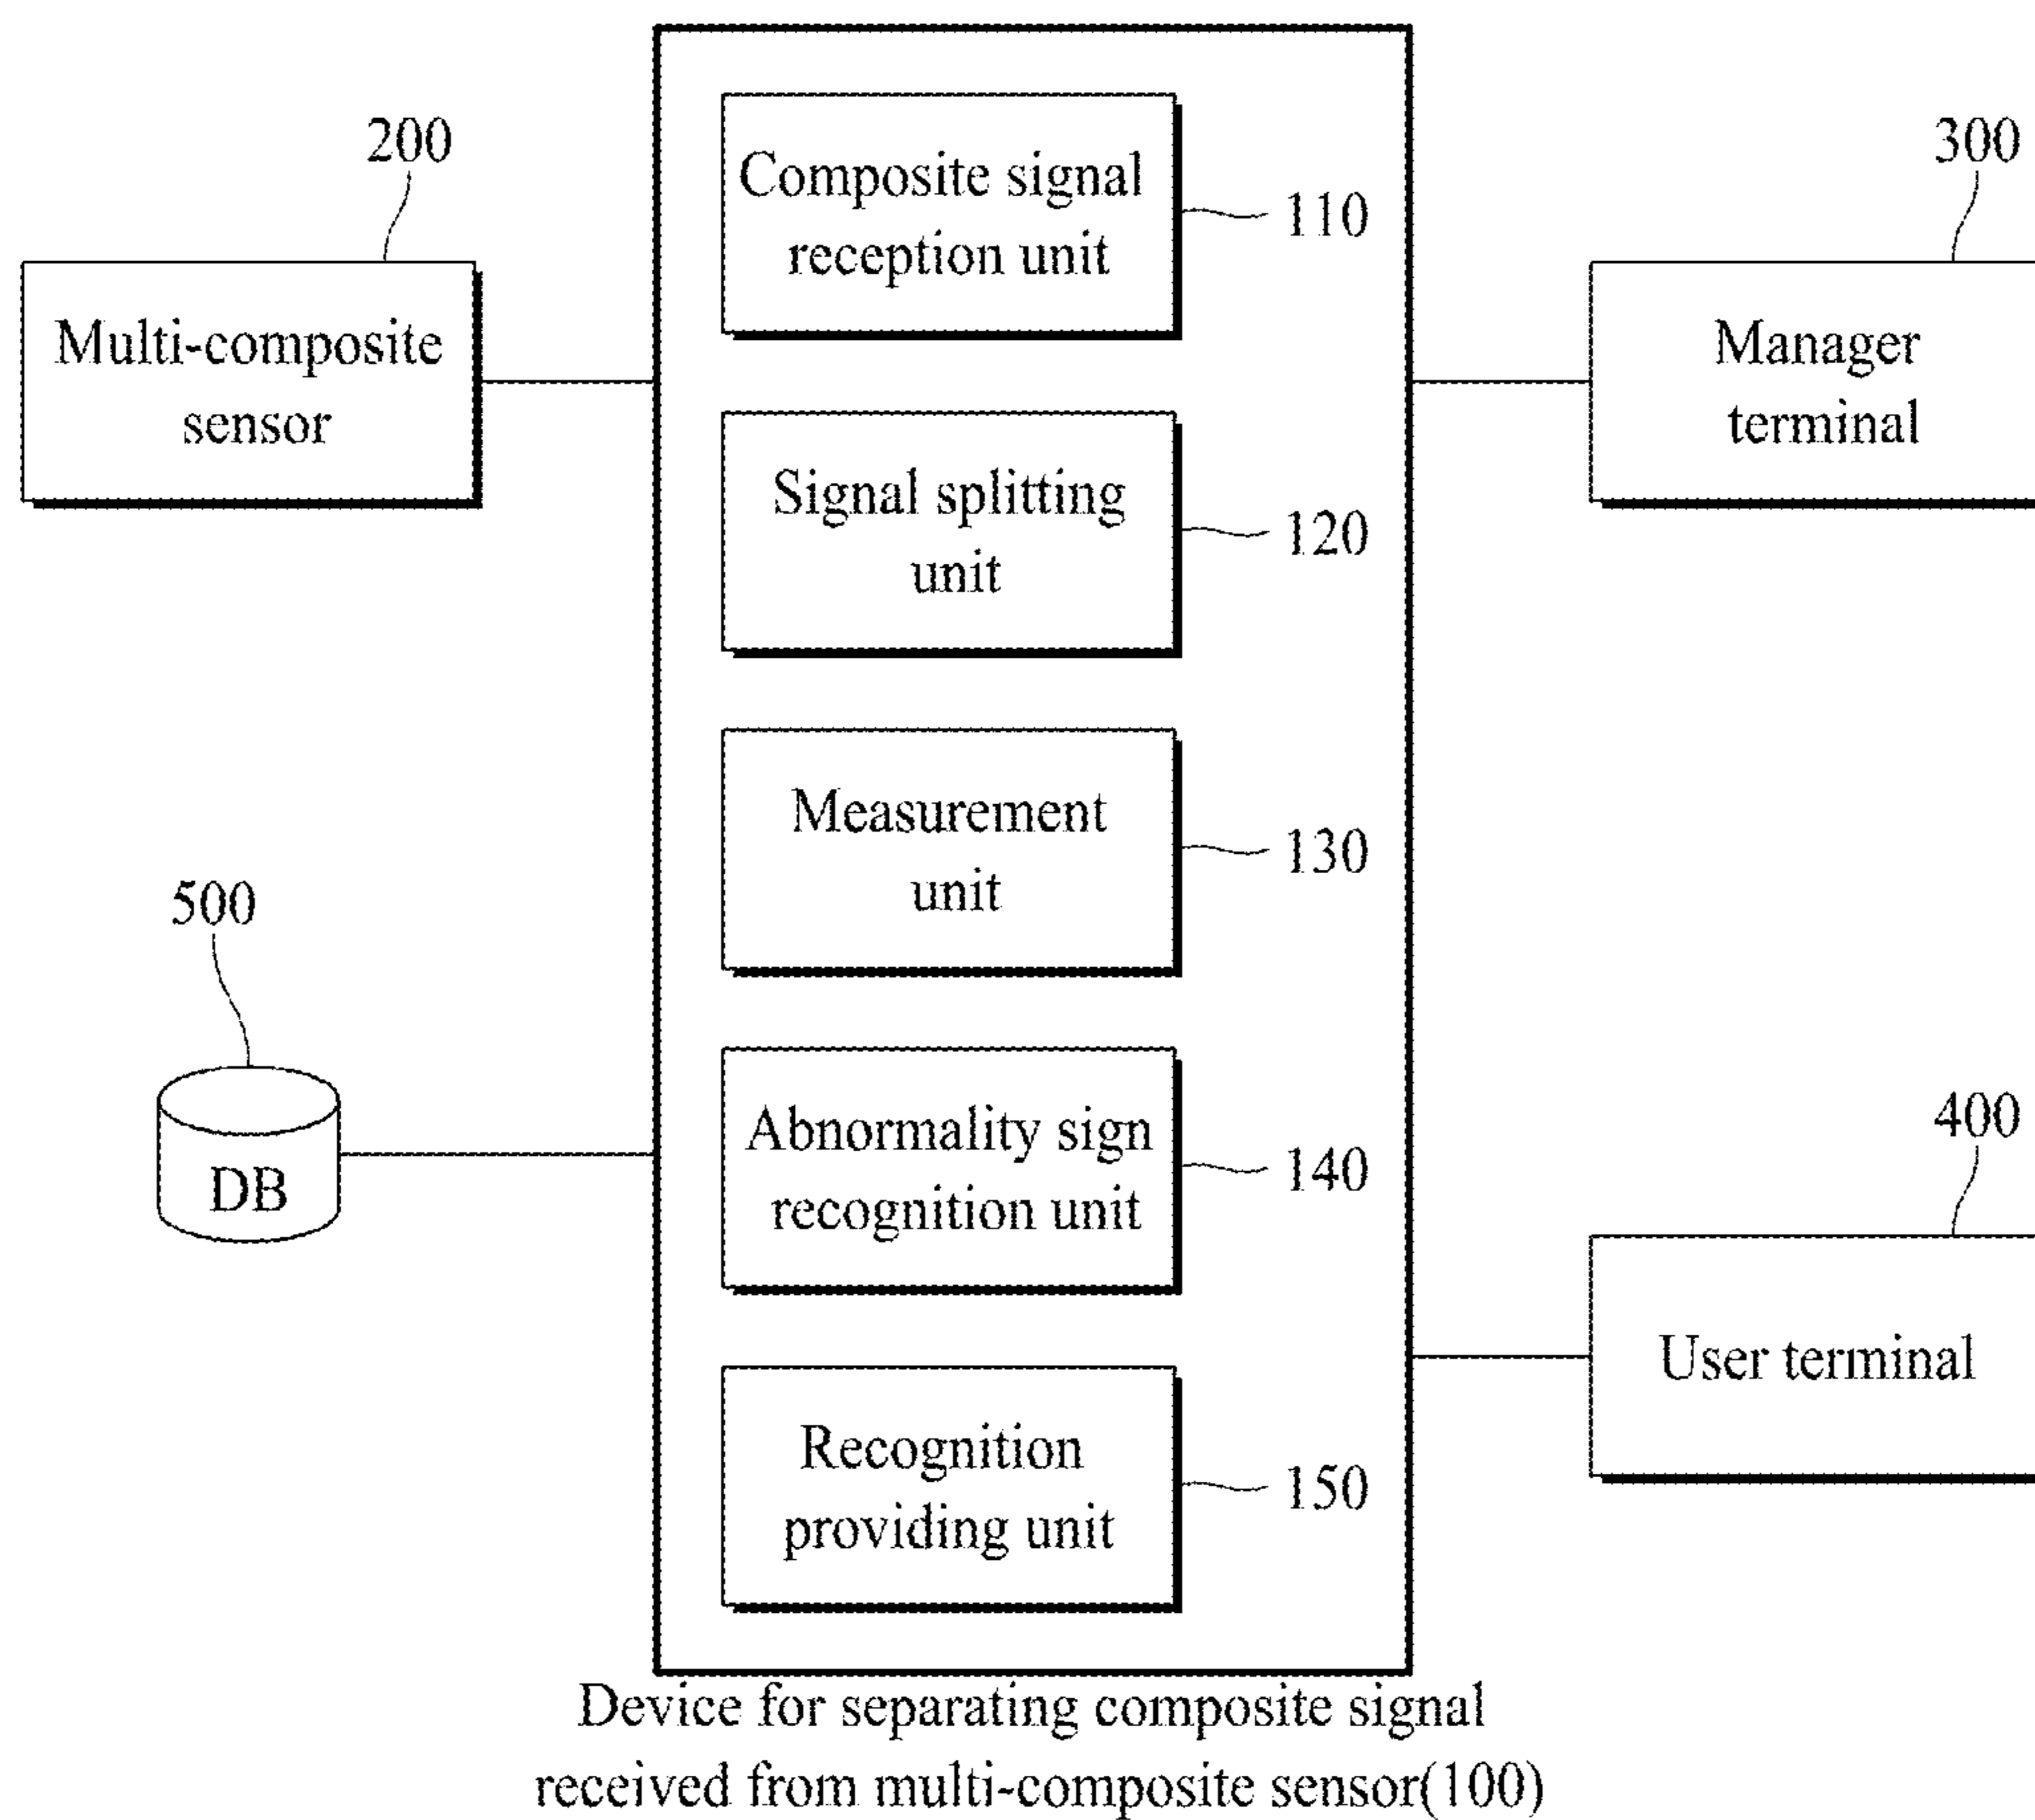 200
Multi-composite
sensor
500
DB
Composite signal
reception unit
110
Signal splitting
unit
120
Measurement
unit
130
Abnormality sign
recognition unit
140
Recognition
providing unit
150
300
Manager
terminal
400
User terminal
Device for separating composite signal
received from multi-composite sensor(100)